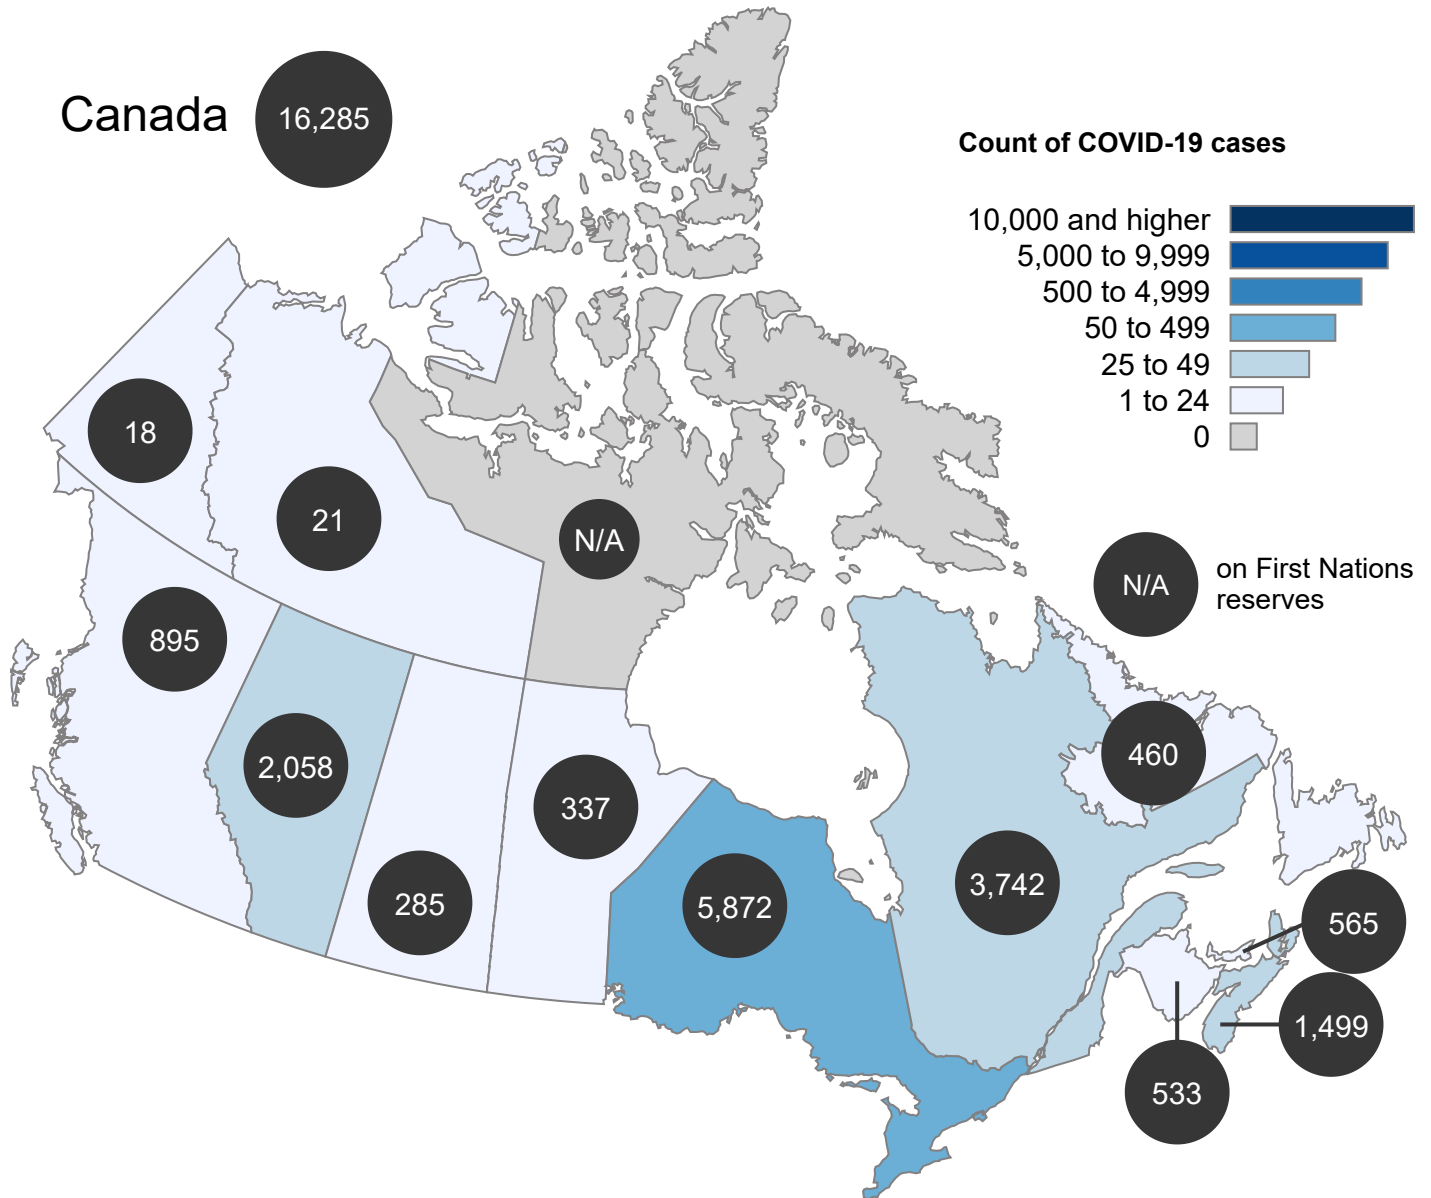 Canada
16,285
Count of COVID-19 cases
10,000 and higher
5,000 to 9,999
500 to 4,999
50 to 499
25 to 49
1 to 24
0
18
21
N/A
N/A
on First Nations
reserves
895
2,058
285
337
5,872
3,742
460
565
1,499
533